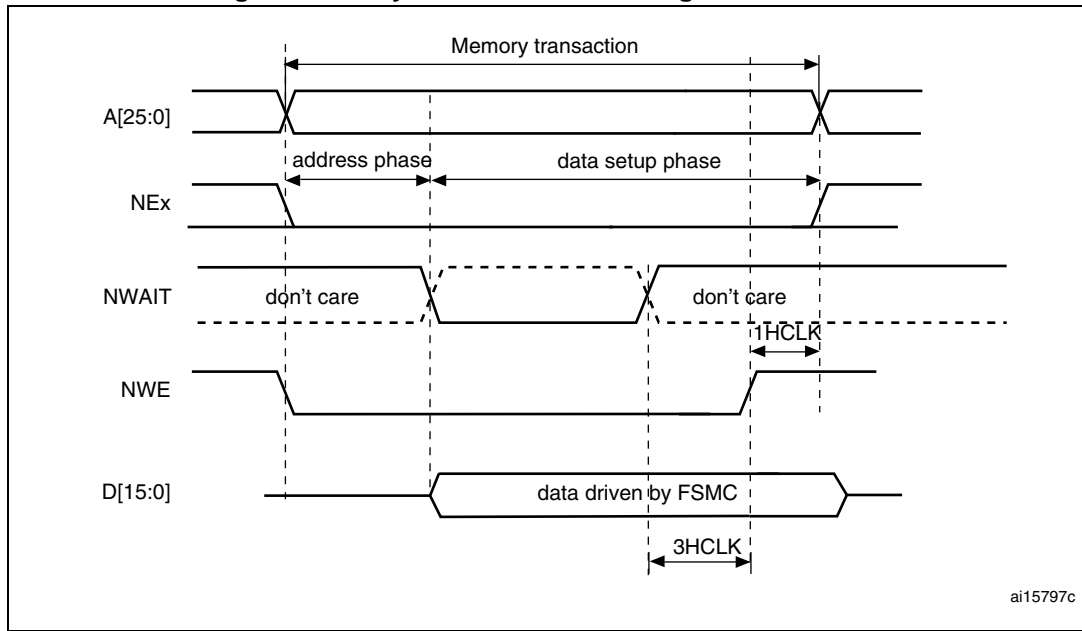 Memory transaction
A[25:0]
address phase
data setup phase
NEx
NWAIT
don't care
don't care
1HCLK
NWE
D[15:0]
data driven by FSMC
3HCLK
ai15797c